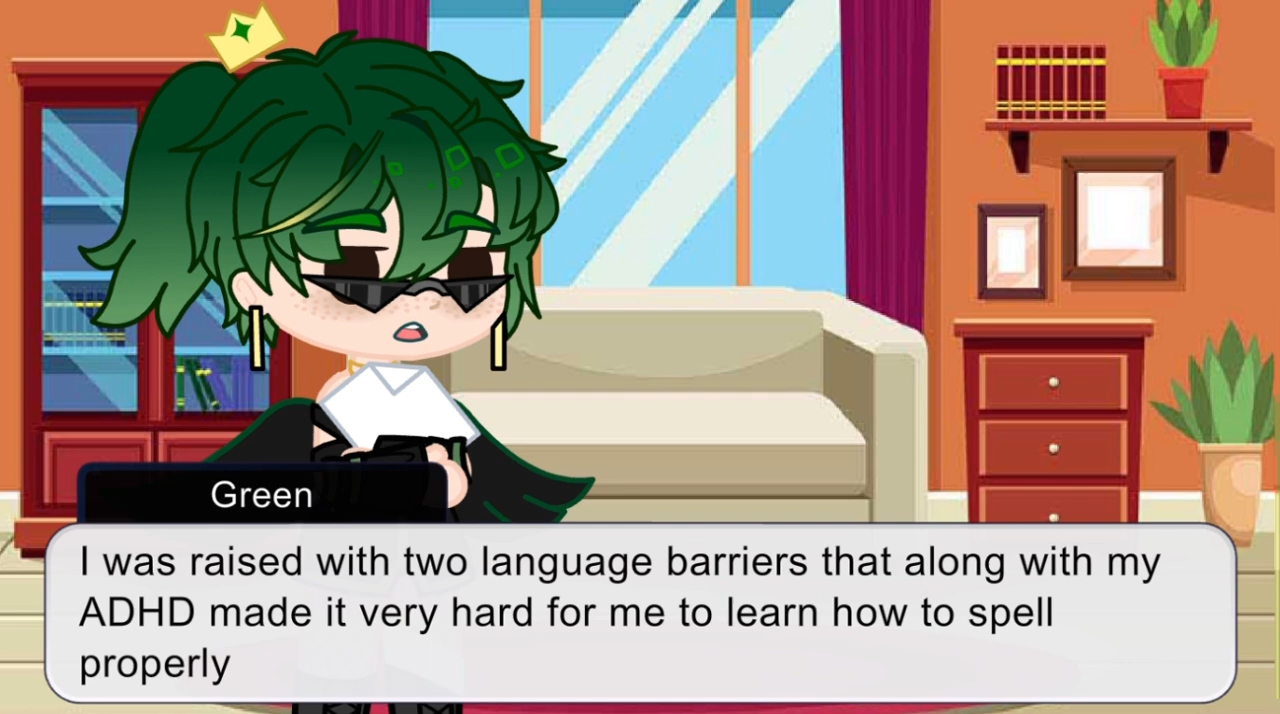 Green
I was raised with two language barriers that along with my
ADHD made it very hard for me to learn how to spell
properly